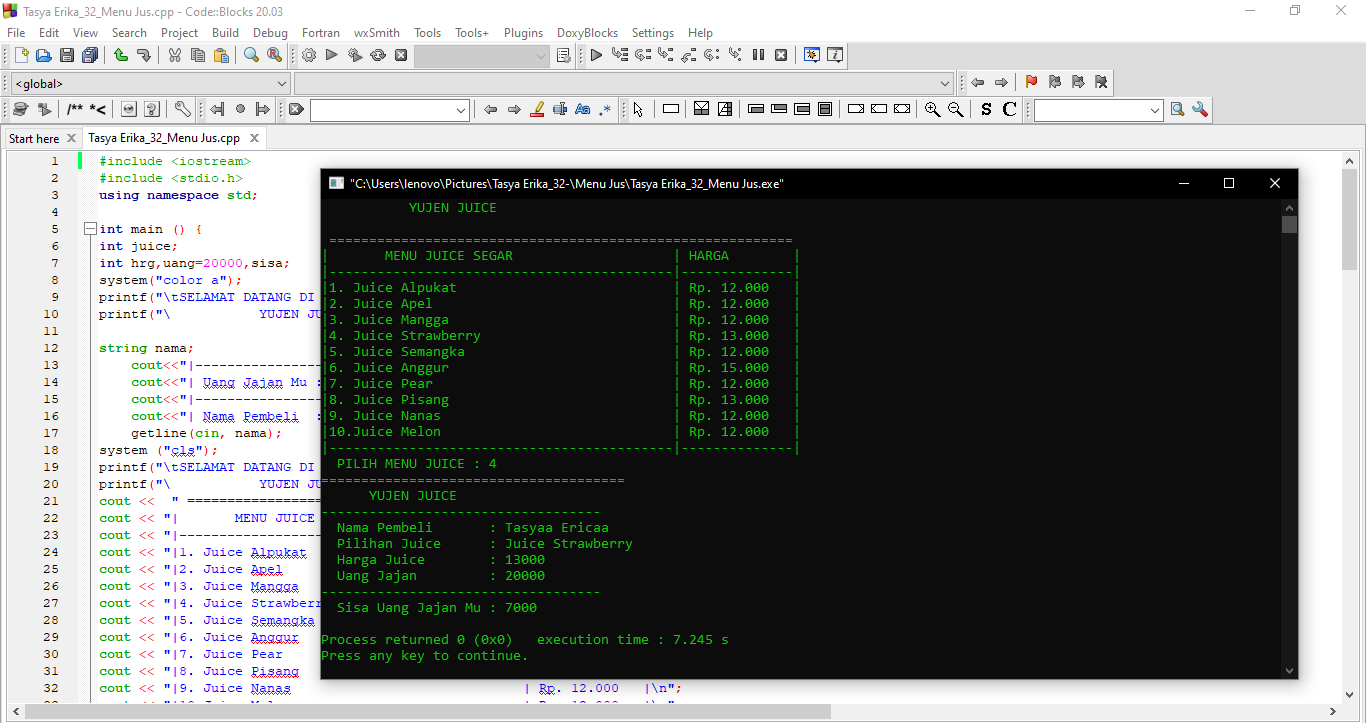 Tasya Erika_32_Menu Jus.cpp - Code::Blocks 20.03
File Edit View Search Project Build Debug Fortran wxSmith Tools Tools+ Plugins DoxyBlocks Settings Help
<global>
/** *<
Aa .*
S C
Start here Tasya Erika_32_Menu Jus.cpp
1 #include <iostream>
2 #include <stdio.h>
3 using namespace std;
4
5 int main () {
6 int juice;
7 int hrg,uang=20000,sisa;
8 system("color a");
9 printf("\tSELAMAT DATANG DI
10 printf("\ YUJEN JU
11
12 string nama;
13 cout<<"|----------------
14 cout<<"| Uang Jajan Mu :
15 cout<<"|----------------
16 cout<<"| Nama Pembeli :
17 getline(cin, nama);
18 system ("cls");
19 printf("\tSELAMAT DATANG DI
20 printf("\ YUJEN JU
21 cout << " =================
22 cout << "| MENU JUICE
23 cout << "|------------------
24 cout << "|1. Juice Alpukat
25 cout << "|2. Juice Apel
26 cout << "|3. Juice Mangga
27 cout << "|4. Juice Strawberr
28 cout << "|5. Juice Semangka
29 cout << "|6. Juice Anggur
30 cout << "|7. Juice Pear
31 cout << "|8. Juice Pisang
32 cout << "|9. Juice Nanas | Rp. 12.000 |\n";
"C:\Users\lenovo\Pictures\Tasya Erika_32-\Menu Jus\Tasya Erika_32_Menu Jus.exe"
YUJEN JUICE
==========================================================
| MENU JUICE SEGAR | HARGA |
|-------------------------------------------|--------------|
|1. Juice Alpukat | Rp. 12.000 |
|2. Juice Apel | Rp. 12.000 |
|3. Juice Mangga | Rp. 12.000 |
|4. Juice Strawberry | Rp. 13.000 |
|5. Juice Semangka | Rp. 12.000 |
|6. Juice Anggur | Rp. 15.000 |
|7. Juice Pear | Rp. 12.000 |
|8. Juice Pisang | Rp. 13.000 |
|9. Juice Nanas | Rp. 12.000 |
|10.Juice Melon | Rp. 12.000 |
|-------------------------------------------|--------------|
PILIH MENU JUICE : 4
======================================
YUJEN JUICE
-----------------------------------
Nama Pembeli : Tasyaa Ericaa
Pilihan Juice : Juice Strawberry
Harga Juice : 13000
Uang Jajan : 20000
-----------------------------------
Sisa Uang Jajan Mu : 7000
Process returned 0 (0x0) execution time : 7.245 s
Press any key to continue.